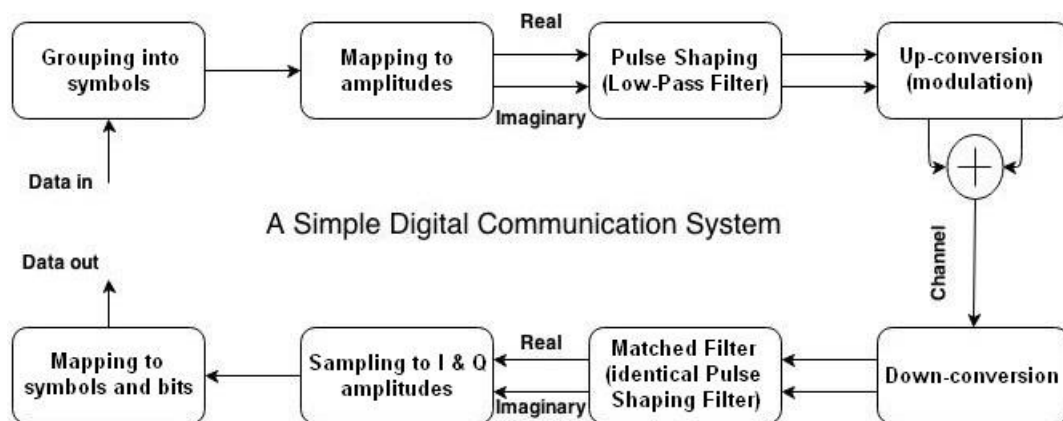 Real
Grouping into
symbols
Mapping to
amplitudes
Pulse Shaping
(Low-Pass Filter)
Up-conversion
(modulation)
Imaginary
Data in
A Simple Digital Communication System
Channel
Data out
Real
Mapping to
symbols and bits
Sampling to I & Q
amplitudes
Matched Filter
(identical Pulse
Shaping Filter)
Down-conversion
Imaginary